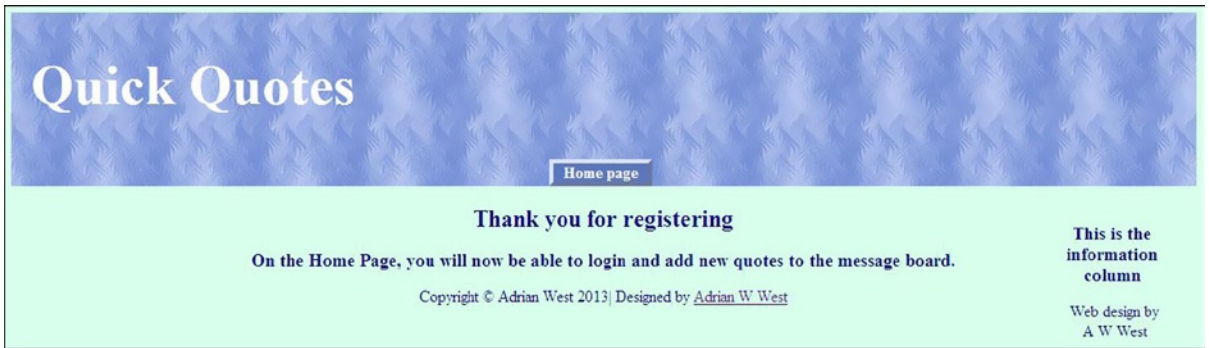 Quick Quotes
Home page
Thank you for registering
On the Home Page, you will now be able to login and add new quotes to the message board.
Copyright © Adrian West 2013| Designed by Adrian W West
This is the
information
column
Web design by
A W West